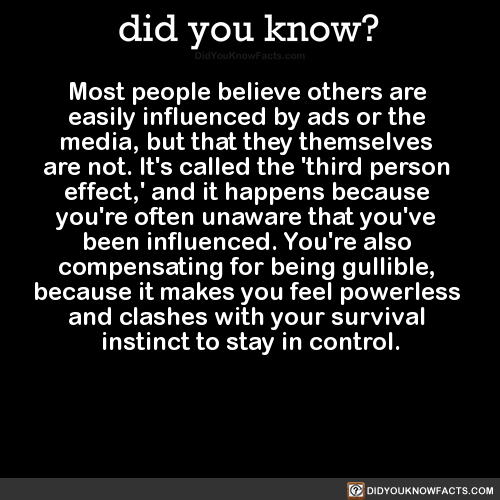 did you know?
DidYouKnowFacts.com
Most people believe others are
easily influenced by ads or the
media, but that they themselves
are not. It's called the 'third person
effect,' and it happens because
you're often unaware that you've
been influenced. You're also
compensating for being gullible,
because it makes you feel powerless
and clashes with your survival
instinct to stay in control.
DIDYOUKNOWFACTS.COM